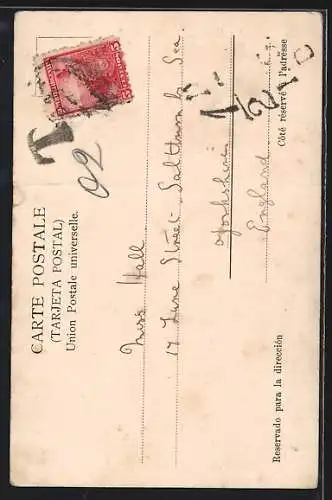 CARTE POSTALE
(TARJETA POSTAL)
Union Postale universelle.
T
Miss Hall
17 Lune Street Saltburn by Sea
Yorkshire
England
Côté réservé à l'adresse
Reservado para la dirección